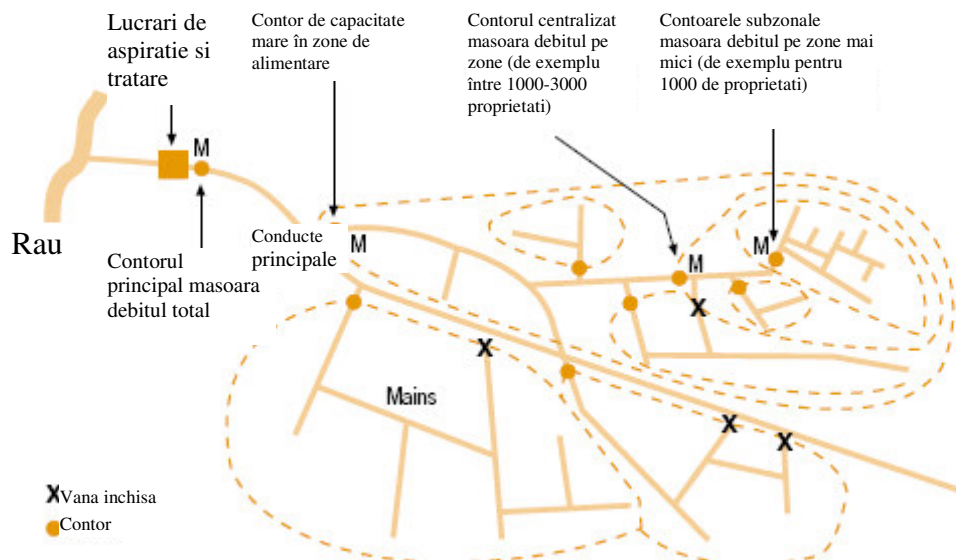 Lucrari de
aspiratie si
tratare
Contor de capacitate
mare în zone de
alimentare
Contorul centralizat
masoara debitul pe
zone (de exemplu
între 1000-3000
proprietati)
Contoarele subzonale
masoara debitul pe zone mai
mici (de exemplu pentru
1000 de proprietati)
M
Rau
Contorul
principal masoara
debitul total
Conducte
principale
M
M
M
X
X
Mains
X
X
X Vana inchisa
Contor